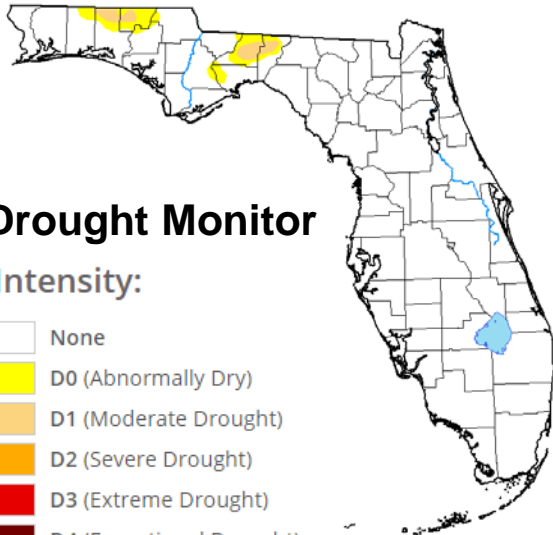 Drought Monitor
Intensity:
None
D0 (Abnormally Dry)
D1 (Moderate Drought)
D2 (Severe Drought)
D3 (Extreme Drought)